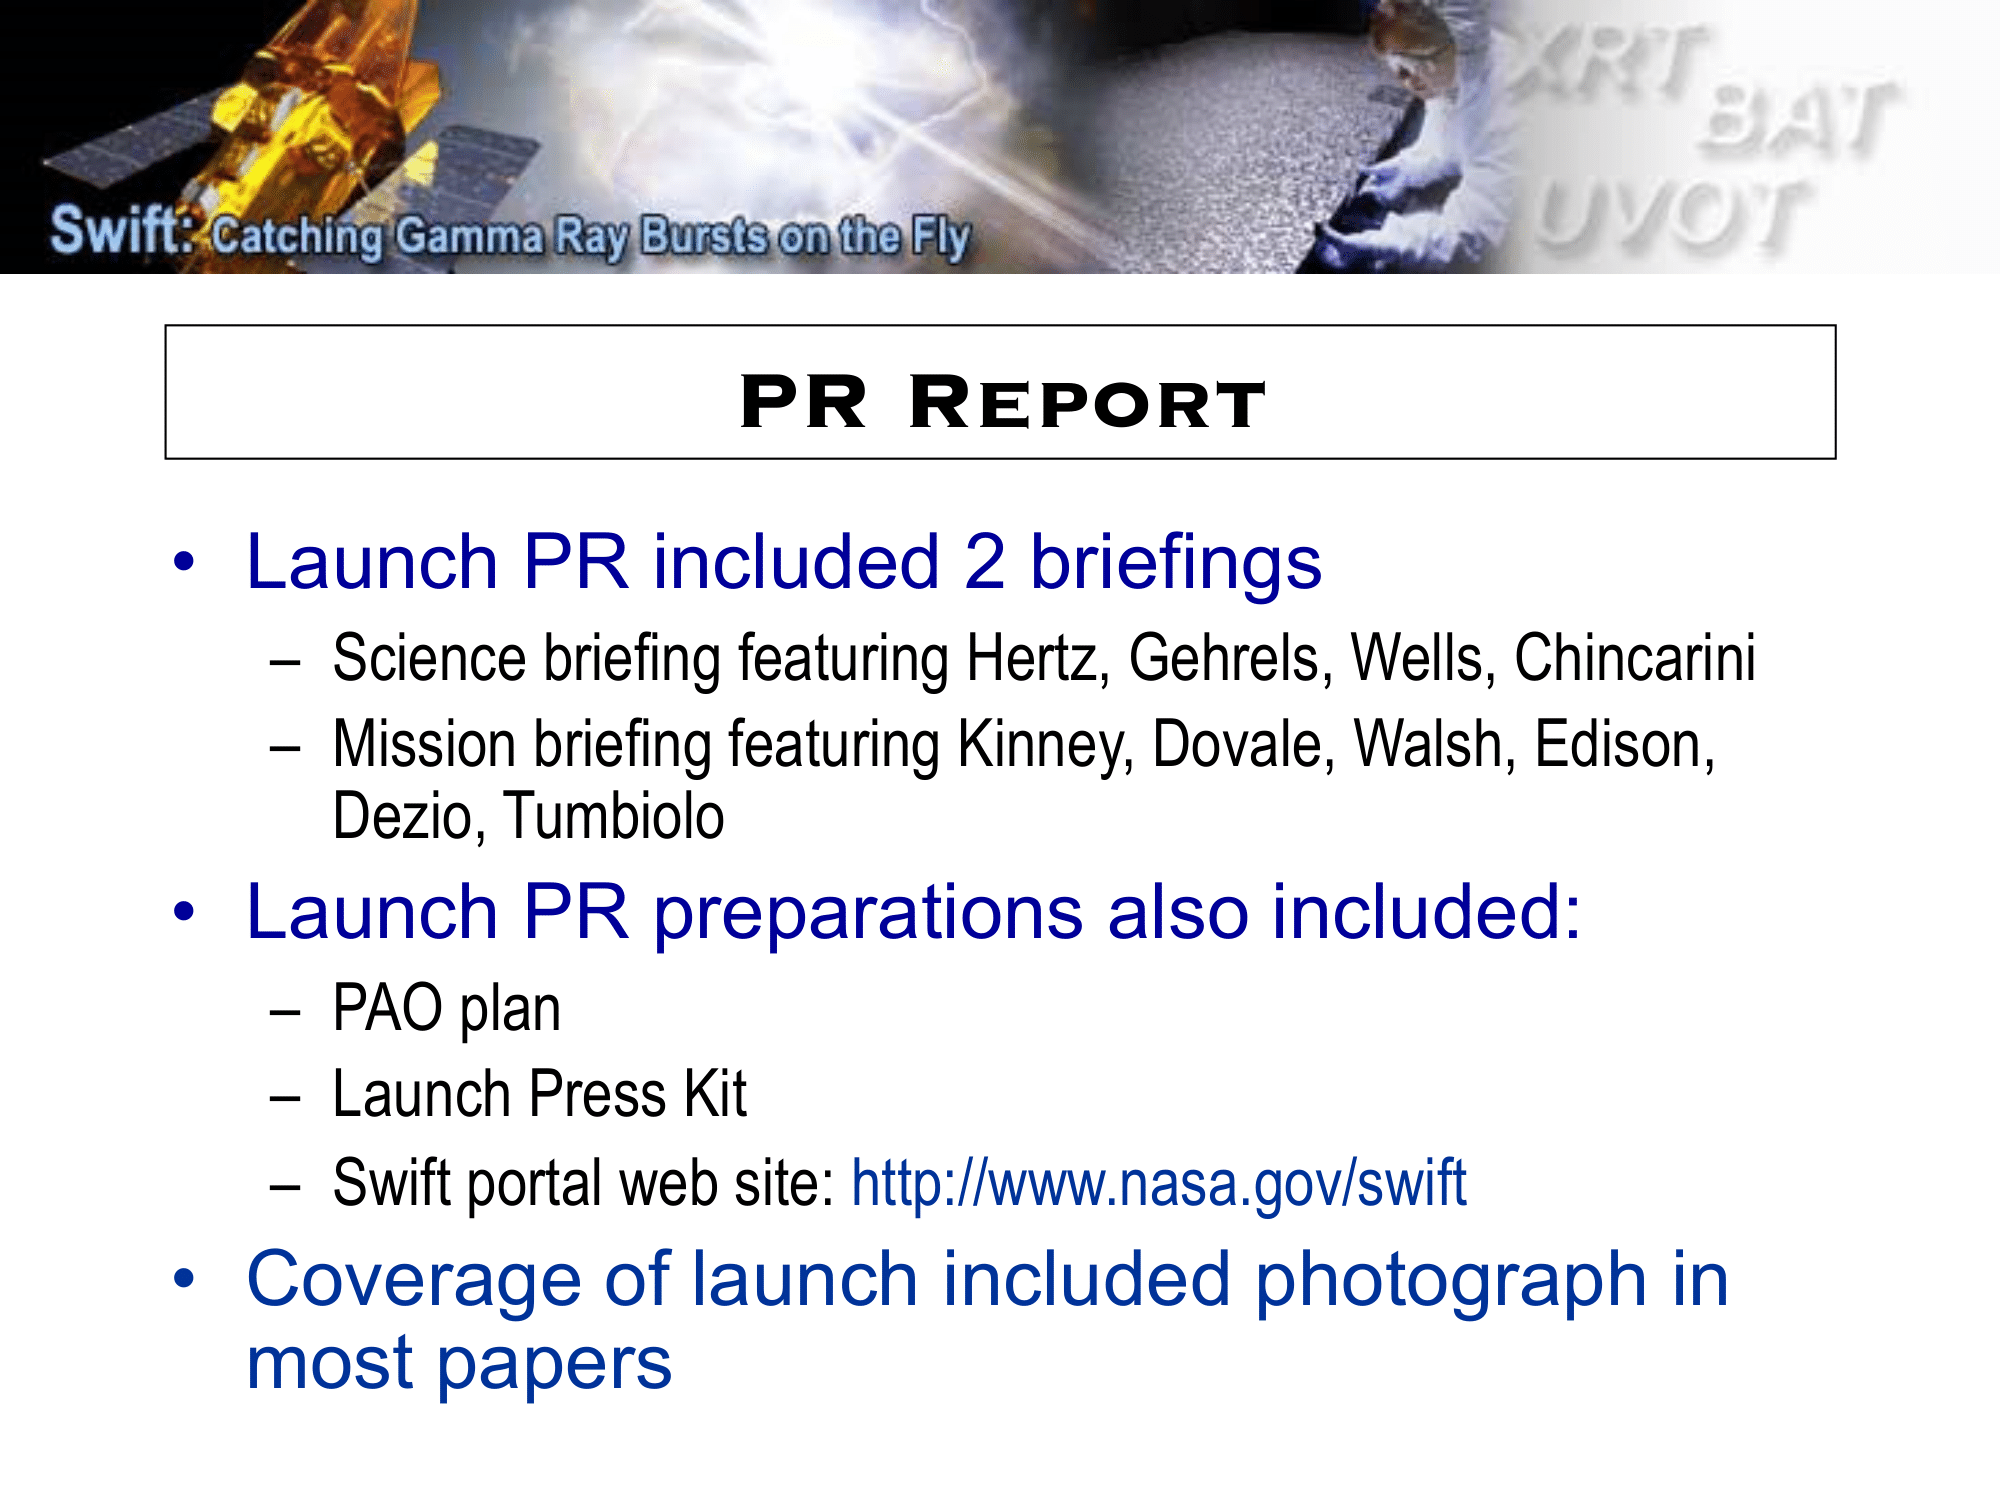 XRT
BAT
UVOT
Swift: Catching Gamma Ray Bursts on the Fly
PR REPORT
• Launch PR included 2 briefings
– Science briefing featuring Hertz, Gehrels, Wells, Chincarini
– Mission briefing featuring Kinney, Dovale, Walsh, Edison,
Dezio, Tumbiolo
• Launch PR preparations also included:
– PAO plan
– Launch Press Kit
– Swift portal web site: http://www.nasa.gov/swift
• Coverage of launch included photograph in
most papers